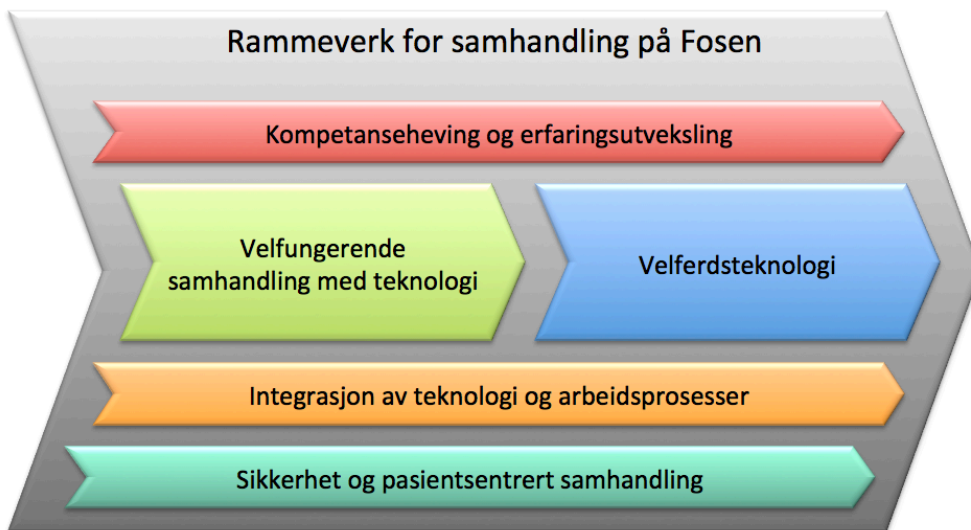 Rammeverk for samhandling på Fosen
Kompetanseheving og erfaringsutveksling
Velfungerende
samhandling med teknologi
Velferdsteknologi
Integrasjon av teknologi og arbeidsprosesser
Sikkerhet og pasientsentrert samhandling